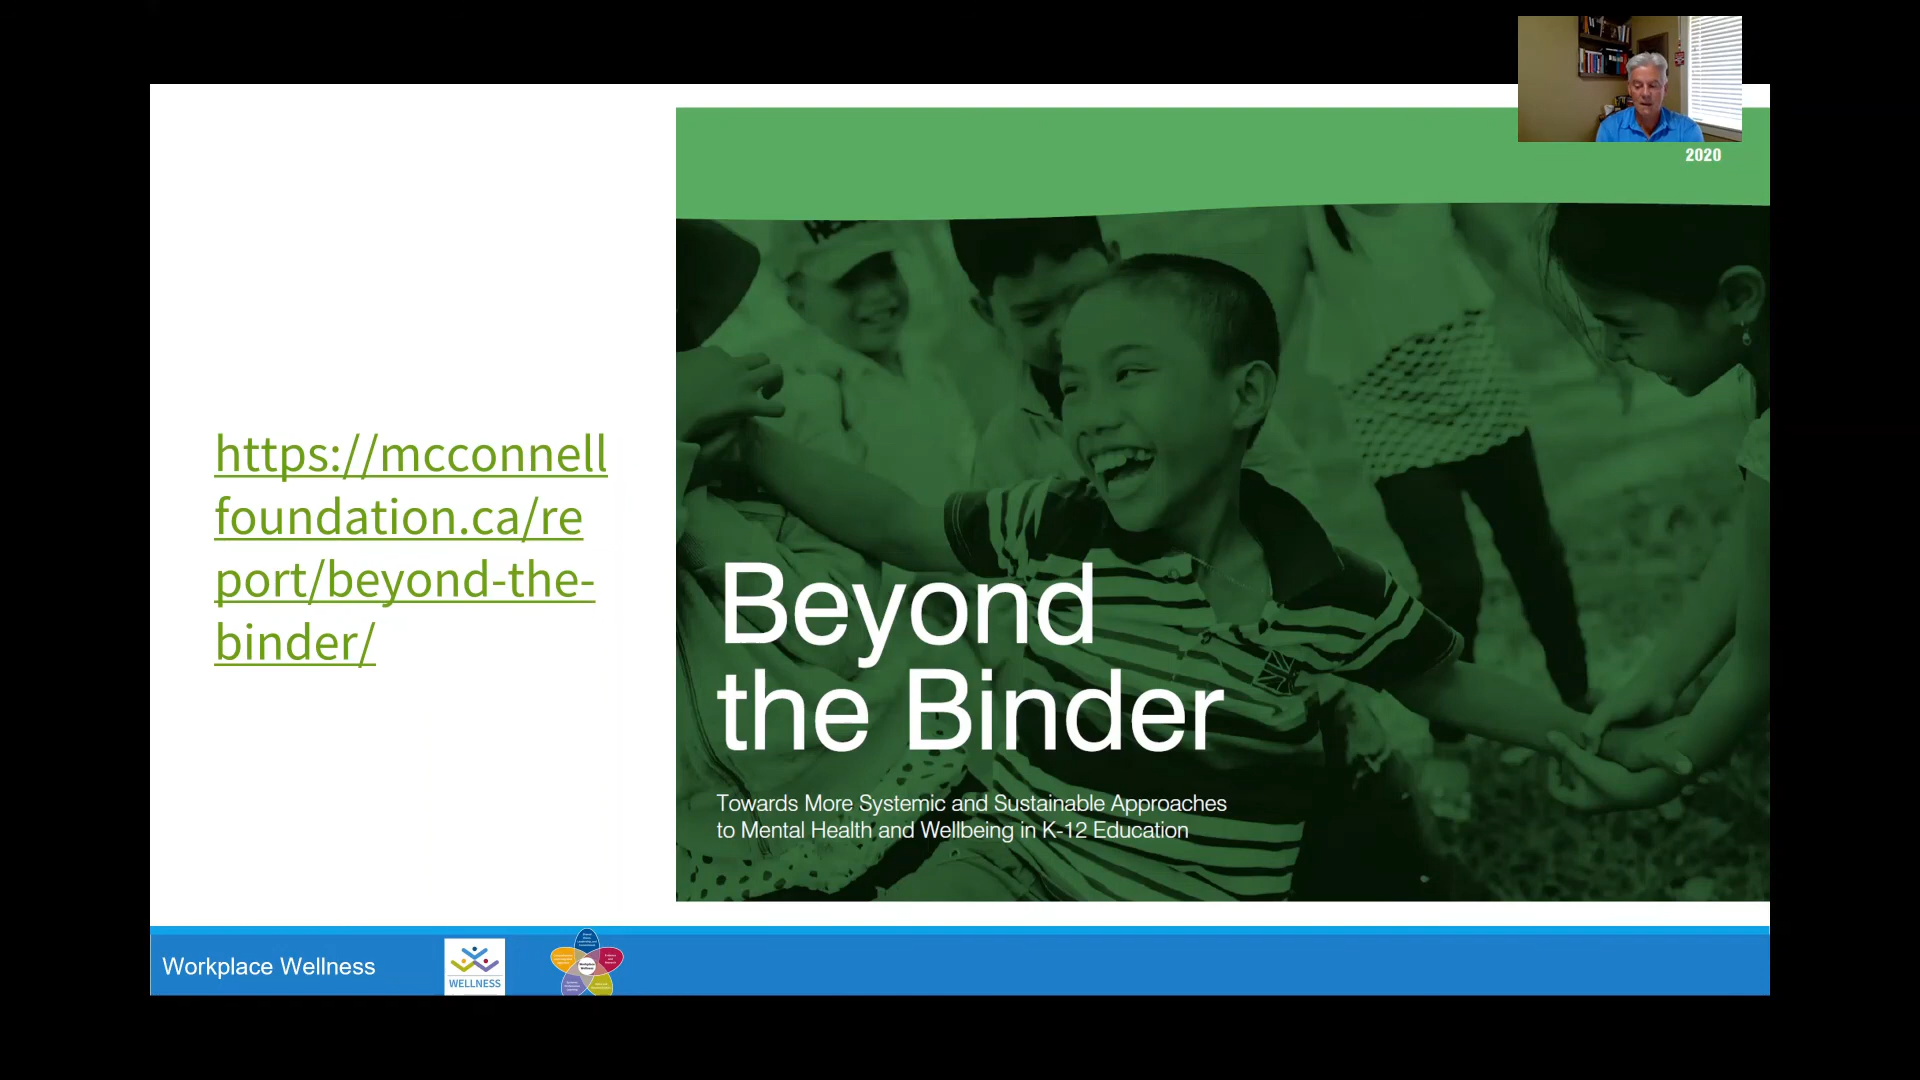 2020
https://mcconnell
foundation.ca/re
port/beyond-the-
binder/
Beyond
the Binder
Towards More Systemic and Sustainable Approaches
to Mental Health and Wellbeing in K-12 Education
Workplace Wellness
WELLNESS